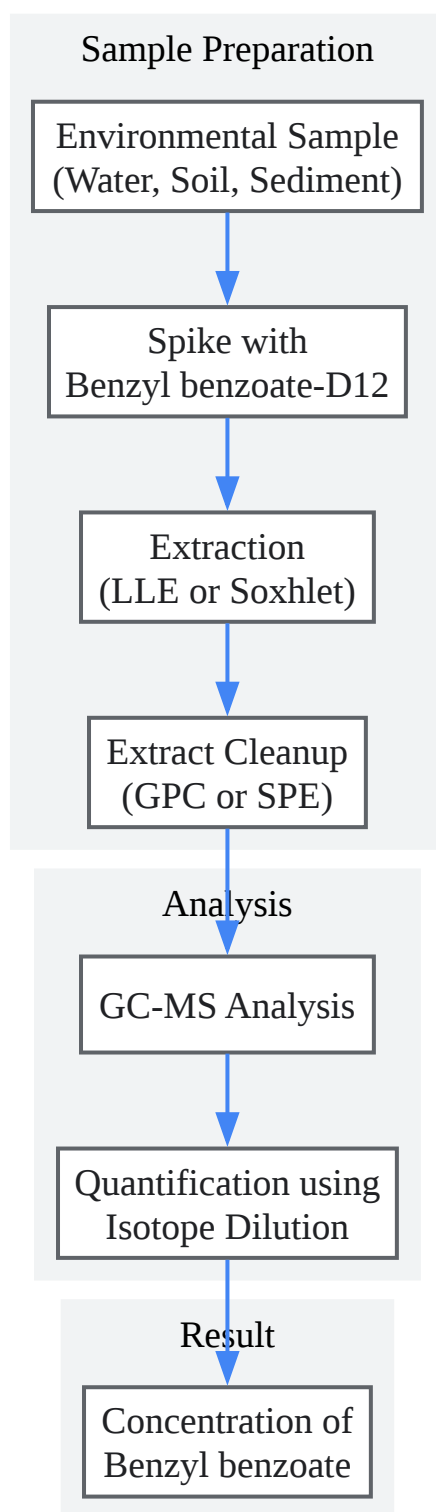 Sample Preparation
Environmental Sample
(Water, Soil, Sediment)
Spike with
Benzyl benzoate-D12
Extraction
(LLE or Soxhlet)
Extract Cleanup
(GPC or SPE)
Analysis
GC-MS Analysis
Quantification using
Isotope Dilution
Result
Concentration of
Benzyl benzoate